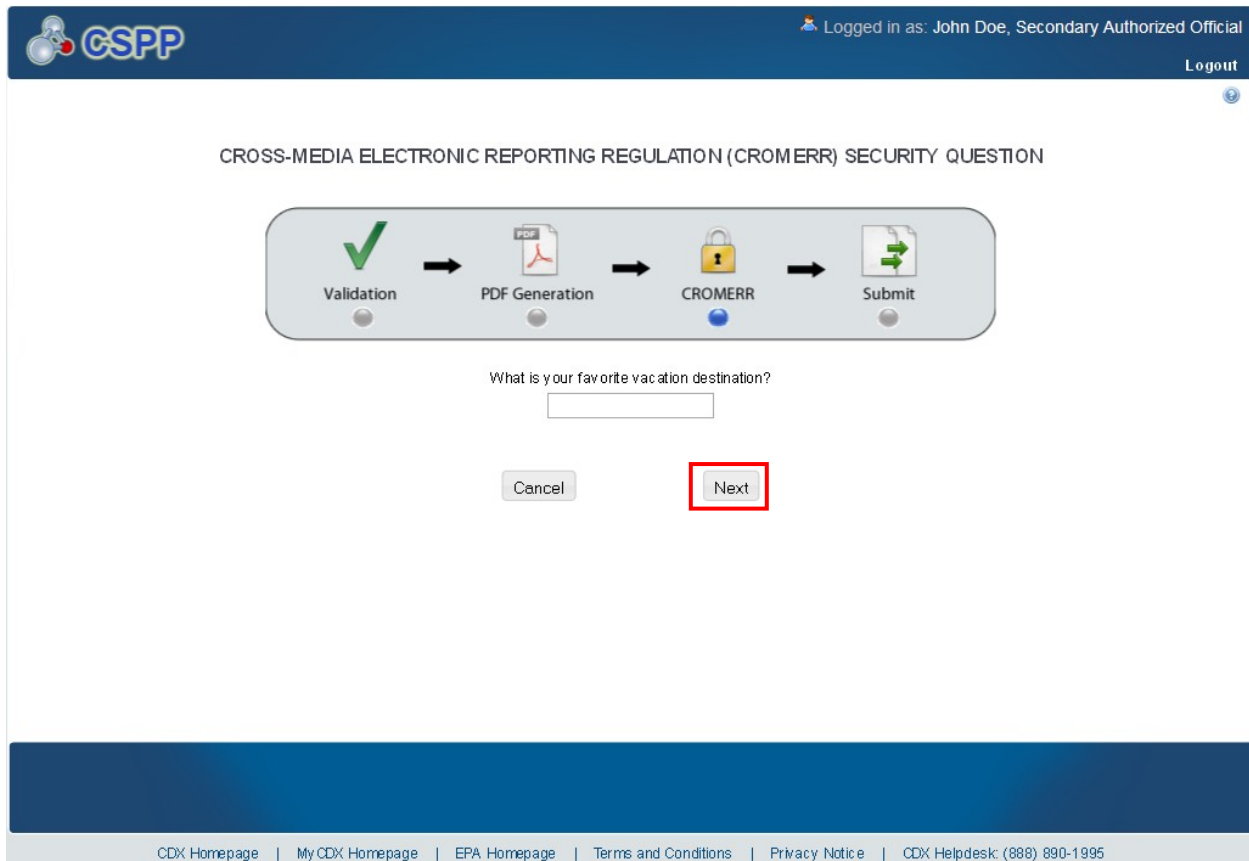 CSPP
Logged in as: John Doe, Secondary Authorized Official
Logout
?
CROSS-MEDIA ELECTRONIC REPORTING REGULATION (CROMERR) SECURITY QUESTION
PDF
Validation PDF Generation CROMERR Submit
What is your favorite vacation destination?
Cancel Next
CDX Homepage | MyCDX Homepage | EPA Homepage | Terms and Conditions | Privacy Notice | CDX Helpdesk: (888) 890-1995